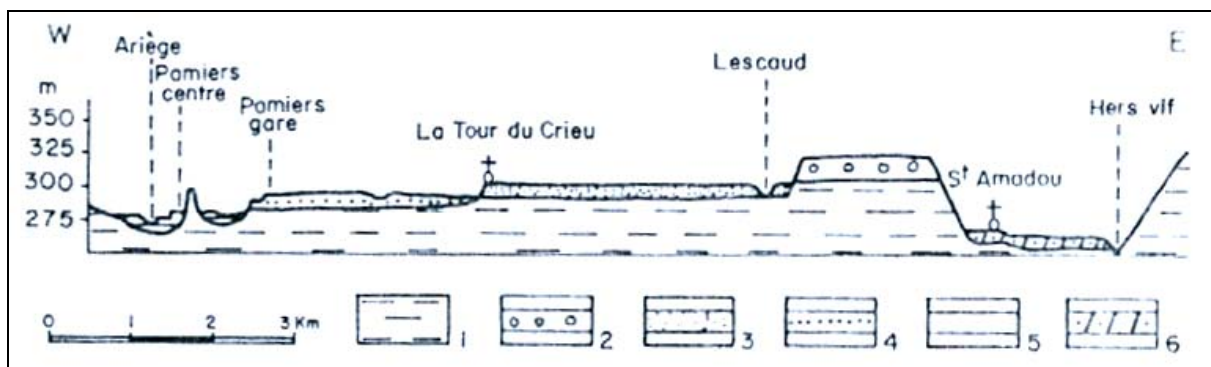 W E
Ariège
Pamiers
centre
Pamiers
gare
La Tour du Crieu
Lescaud
Hers vif
St Amadou
m
350
325
300
275
0 1 2 3 Km
1 2 3 4 5 6